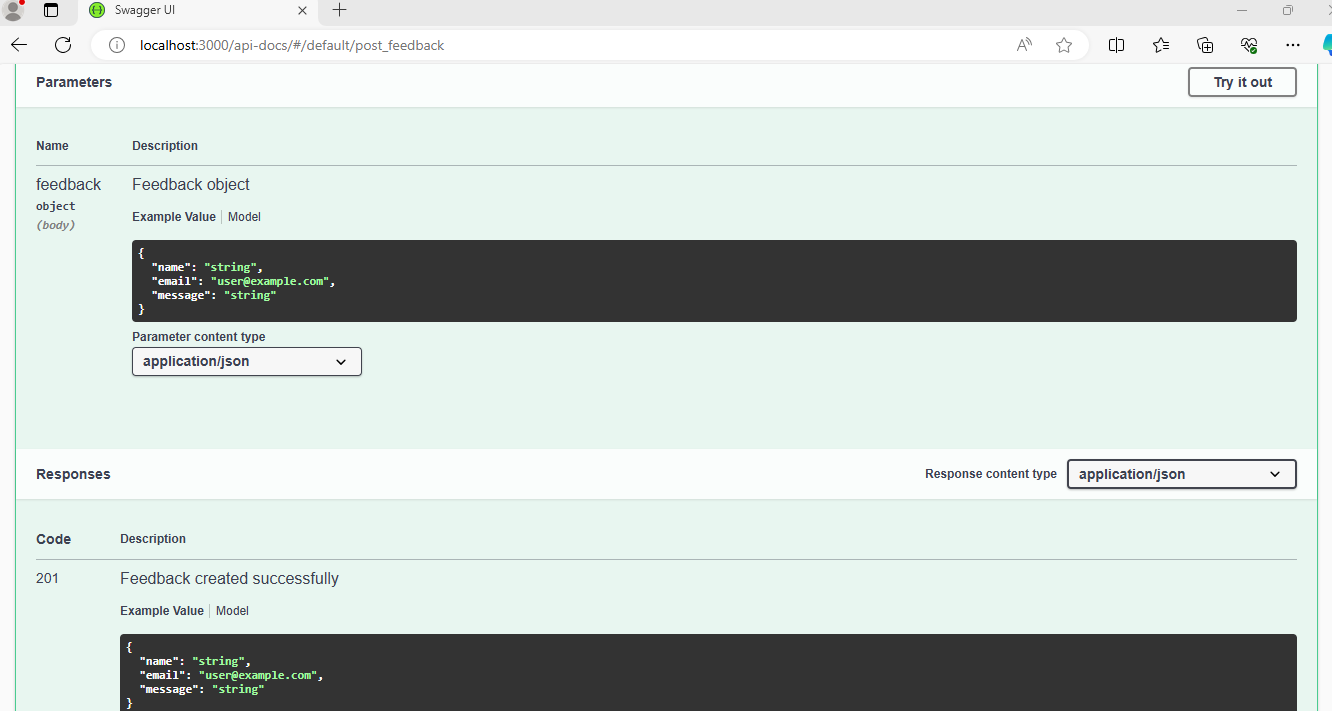 Swagger UI
localhost:3000/api-docs/#/default/post_feedback
Parameters
Try it out
Name Description
feedback Feedback object
object
(body)
Example Value Model
{
"name": "string",
"email": "user@example.com",
"message": "string"
}
Parameter content type
application/json
Responses
Response content type application/json
Code Description
201 Feedback created successfully
Example Value Model
{
"name": "string",
"email": "user@example.com",
"message": "string"
}